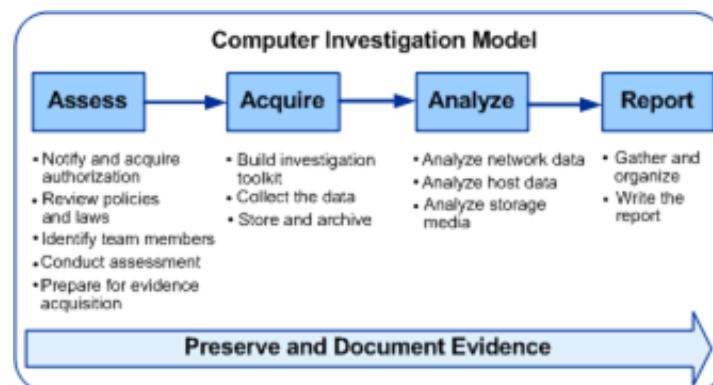 Computer Investigation Model
Assess
Acquire
Analyze
Report
• Notify and acquire
authorization
• Review policies
and laws
• Identify team members
• Conduct assessment
• Prepare for evidence
acquisition
• Build investigation
toolkit
• Collect the data
• Store and archive
• Analyze network data
• Analyze host data
• Analyze storage
media
• Gather and
organize
• Write the
report
Preserve and Document Evidence